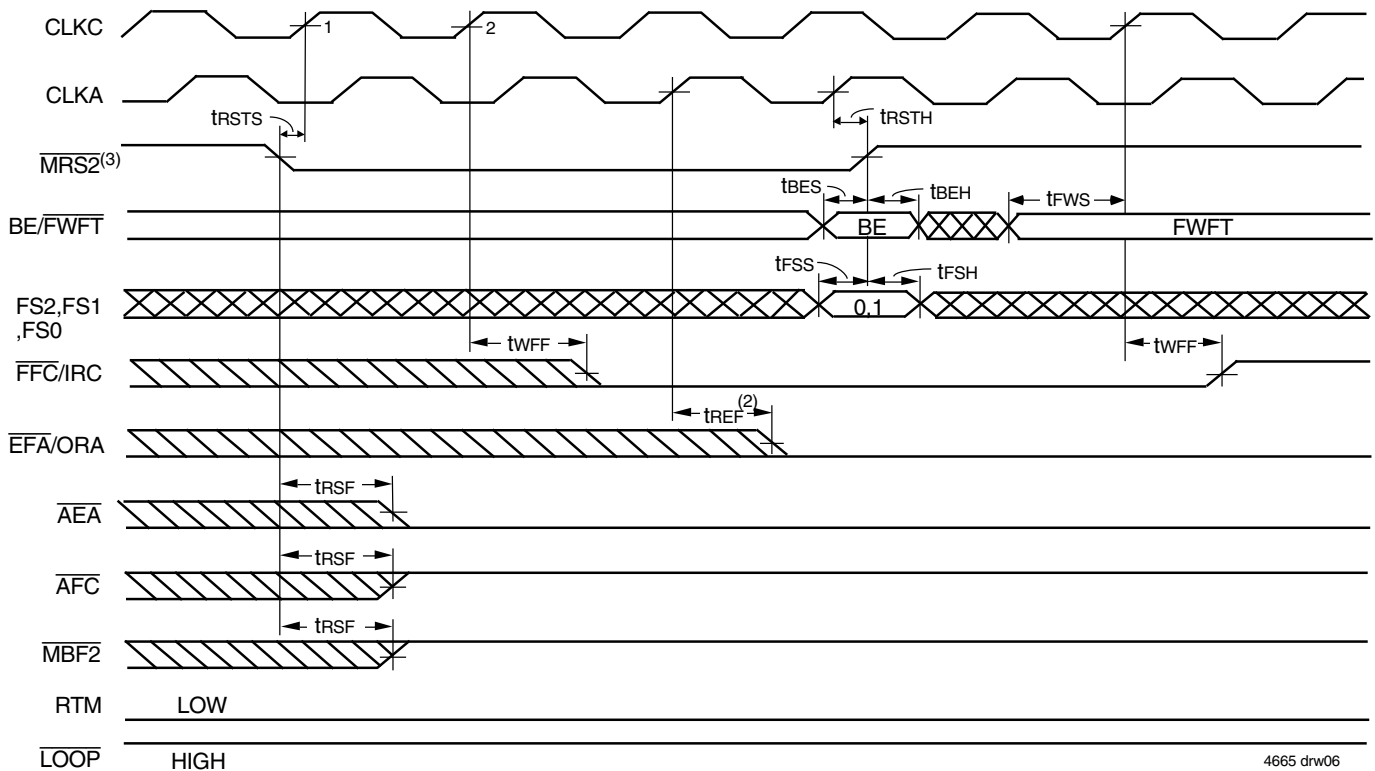 CLKC
1
2
CLKA
tRSTS
tRSTH
MRS2(3)
tBES
tBEH
tFWS
BE/FWFT
BE
FWFT
tFSS
tFSH
FS2,FS1
,FS0
0,1
tWFF
tWFF
FFC/IRC
tREF(2)
EFA/ORA
tRSF
AEA
tRSF
AFC
tRSF
MBF2
RTM
LOW
LOOP
HIGH
4665 drw06